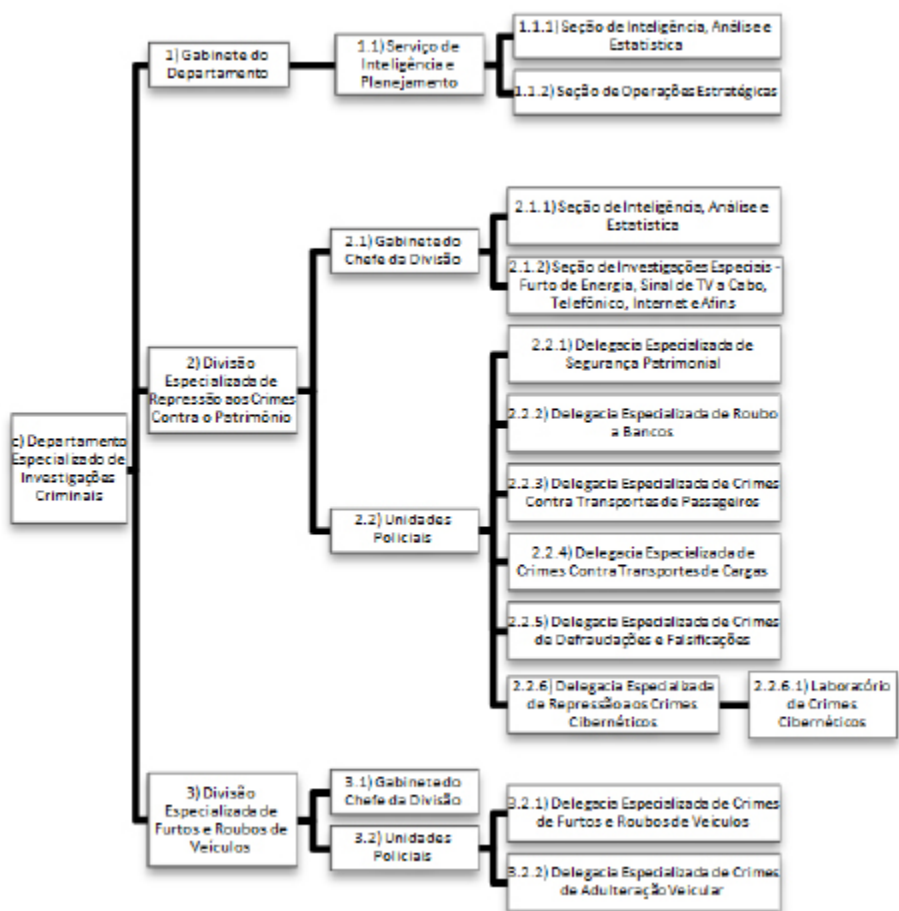 c) Departamento
Especializado de
Investigações
Criminais
1) Gabinete do
Departamento
1.1) Serviço de
Inteligência e
Planejamento
1.1.1) Seção de Inteligência, Análise e
Estatística
1.1.2) Seção de Operações Estratégicas
2) Divisão
Especializada de
Repressão aos Crimes
Contra o Patrimônio
2.1) Gabinete do
Chefe da Divisão
2.1.1) Seção de Inteligência, Análise e
Estatística
2.1.2) Seção de Investigações Especiais -
Furto de Energia, Sinal de TV a Cabo,
Telefônico, Internet e Afins
2.2) Unidades
Policiais
2.2.1) Delegacia Especializada de
Segurança Patrimonial
2.2.2) Delegacia Especializada de Roubo
a Bancos
2.2.3) Delegacia Especializada de Crimes
Contra Transportes de Passageiros
2.2.4) Delegacia Especializada de
Crimes Contra Transportes de Cargas
2.2.5) Delegacia Especializada de Crimes
de Defraudações e Falsificações
2.2.6) Delegacia Especializada
de Repressão aos Crimes
Cibernéticos
2.2.6.1) Laboratório
de Crimes
Cibernéticos
3) Divisão
Especializada de
Furtos e Roubos de
Veículos
3.1) Gabinete do
Chefe da Divisão
3.2) Unidades
Policiais
3.2.1) Delegacia Especializada de Crimes
de Furtos e Roubos de Veículos
3.2.2) Delegacia Especializada de Crimes
de Adulteração Veicular